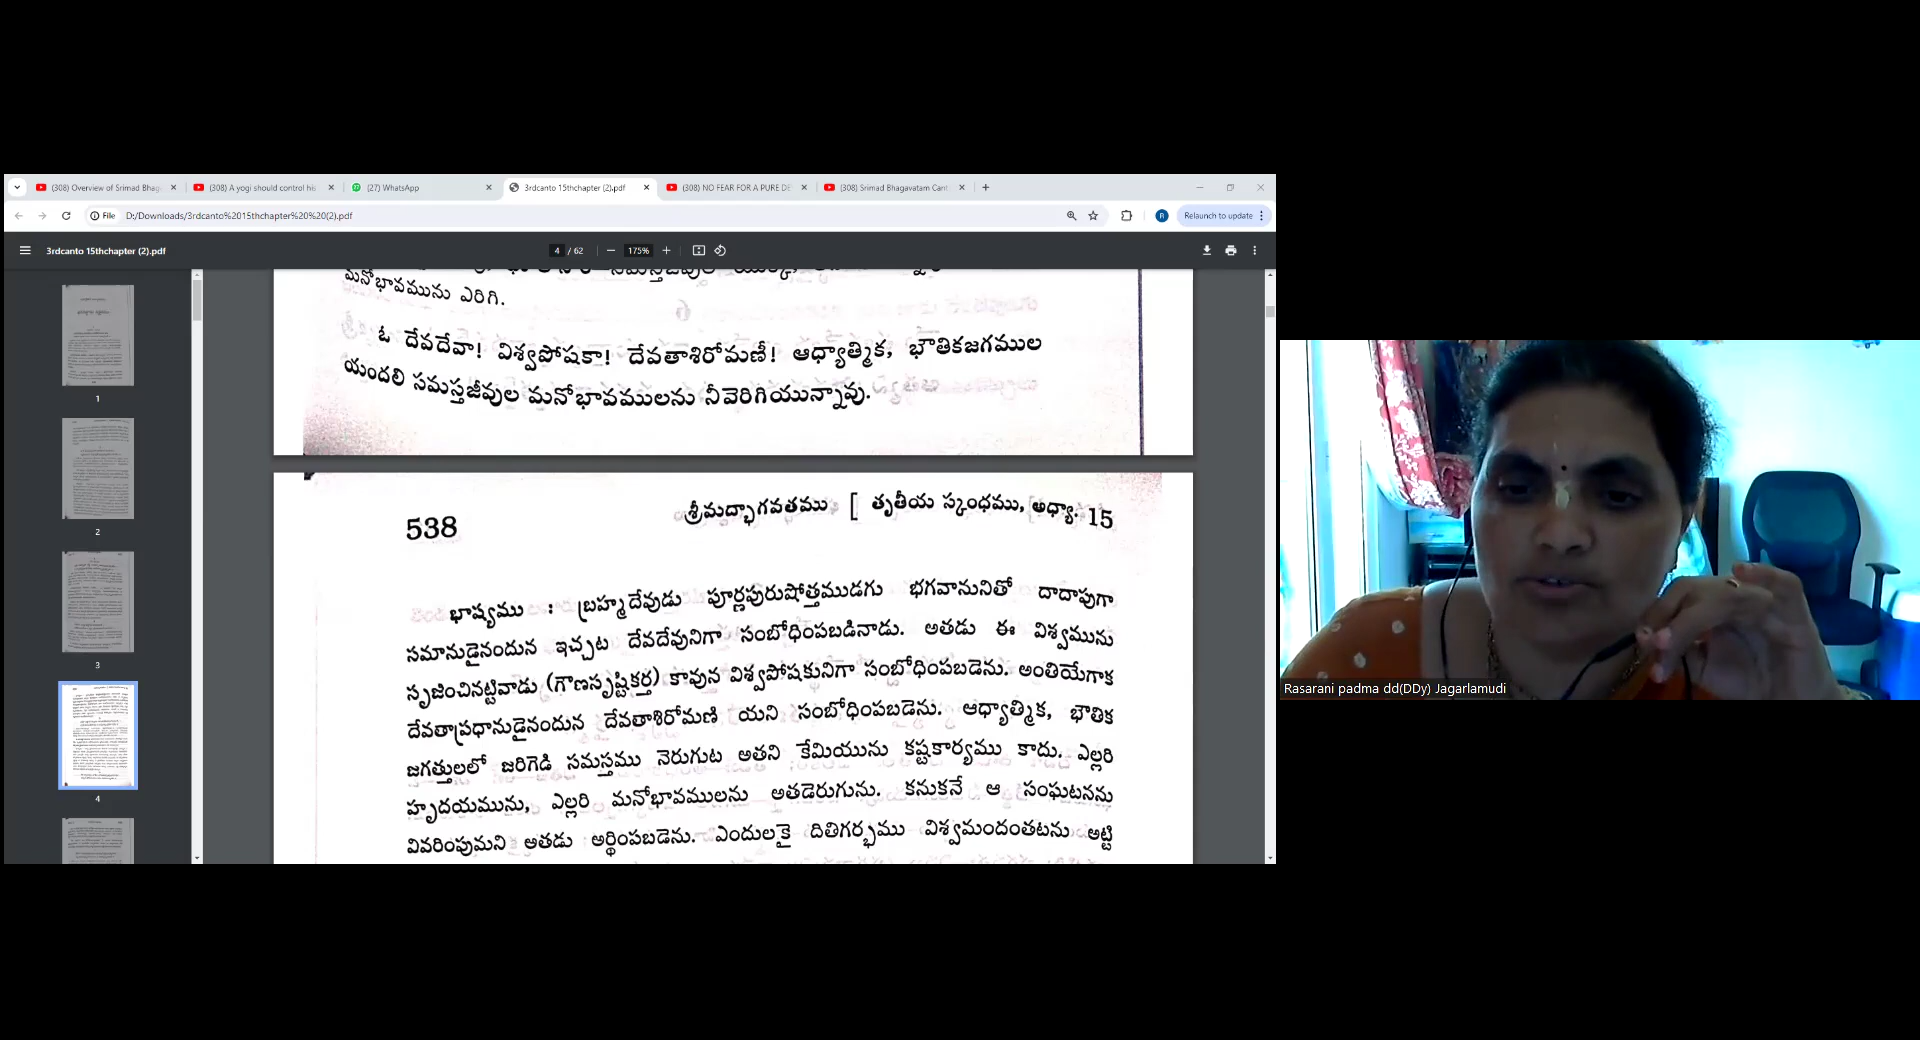 (308) Overview of Srimad Bhag
(308) A yogi should control his
(27) WhatsApp
3rdcanto 15thchapter (2).pdf
(308) NO FEAR FOR A PURE DE
(308) Srimad Bhagavatam Cant
File
D:/Downloads/3rdcanto%2015thchapter%20%20(2).pdf
R
Relaunch to update
3rdcanto 15thchapter (2).pdf
4 / 62
175%
1
2
3
4
మనోభావమును ఎరిగి.
ఓ దేవదేవా! విశ్వపోషకా! దేవతాశిరోమణీ! ఆధ్యాత్మిక, భౌతికజగముల
యందలి సమస్తజీవుల మనోభావములను నీవెరిగియున్నావు.
538
శ్రీమద్భాగవతము [ తృతీయ స్కంధము, అధ్యా. 15
భాష్యము : బ్రహ్మదేవుడు పూర్ణపురుషోత్తముడగు భగవానునితో దాదాపుగా
సమానుడైనందున ఇచ్చట దేవదేవునిగా సంబోధింపబడినాడు. అతడు ఈ విశ్వమును
సృజించినట్టివాడు (గౌణసృష్టికర్త) కావున విశ్వపోషకునిగా సంబోధింపబడెను. అంతియేగాక
దేవతాప్రధానుడైనందున దేవతాశిరోమణి యని సంబోధింపబడెను. ఆధ్యాత్మిక, భౌతిక
జగత్తులలో జరిగెడి సమస్తము నెరుగుట అతని కేమియును కష్టకార్యము కాదు. ఎల్లరి
హృదయమును, ఎల్లరి మనోభావములను అతడెరుగును. కనుకనే ఆ సంఘటనను
వివరింపుమని అతడు అర్థింపబడెను. ఎందులకై దితిగర్భము విశ్వమందంతటను అట్టి
Rasarani padma dd(DDy) Jagarlamudi